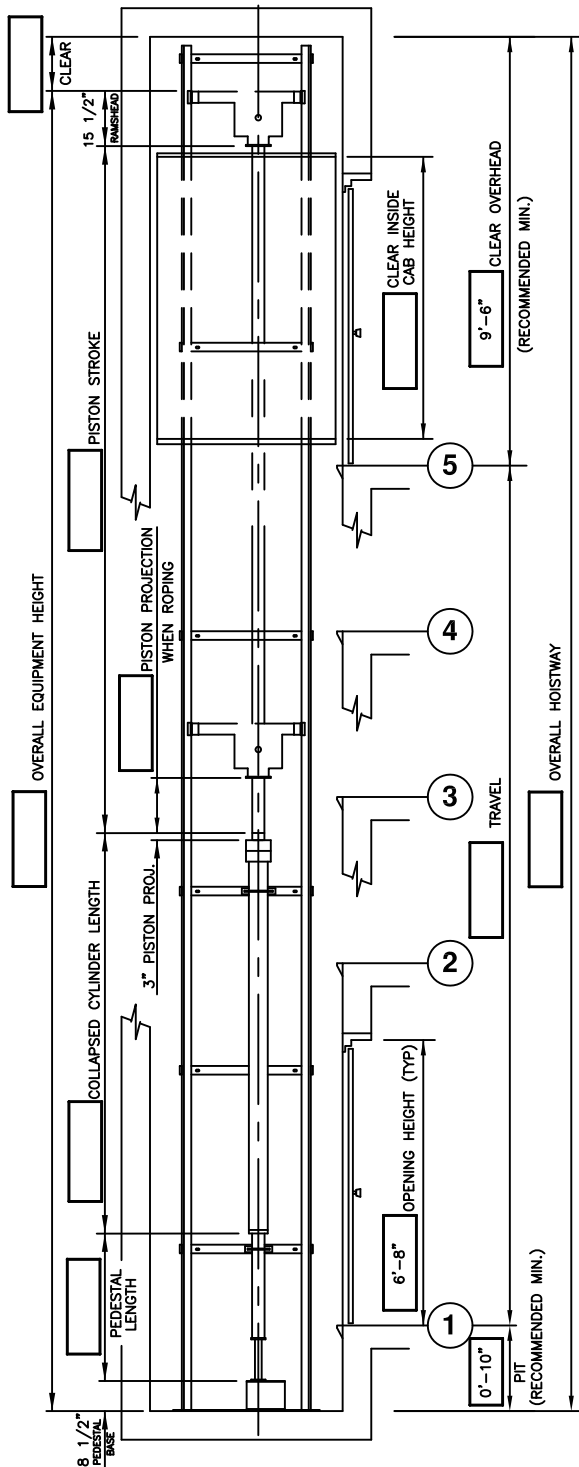 CLEAR
15 1/2"
RAMSHEAD
OVERALL EQUIPMENT HEIGHT
PISTON STROKE
PISTON PROJECTION
WHEN ROPING
CLEAR INSIDE
CAB HEIGHT
9'-6"
CLEAR OVERHEAD
(RECOMMENDED MIN.)
5
4
3
2
1
COLLAPSED CYLINDER LENGTH
3" PISTON PROJ.
TRAVEL
OVERALL HOISTWAY
OPENING HEIGHT (TYP)
6'-8"
PEDESTAL
LENGTH
8 1/2"
PEDESTAL
BASE
0'-10"
PIT
(RECOMMENDED MIN.)